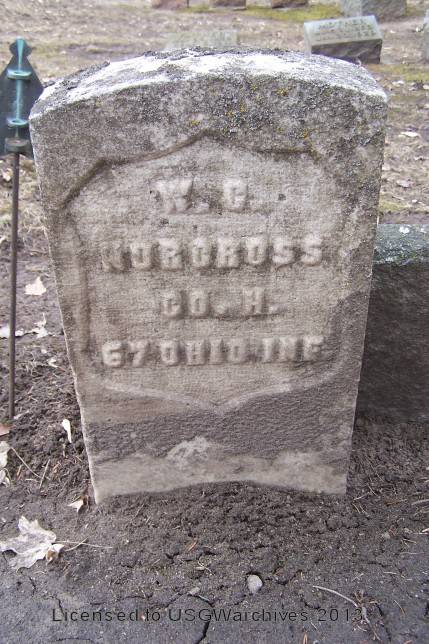 W. C.
NORCROSS
CO. H.
67 OHIO INF.
Licensed to USGWarchives 2013